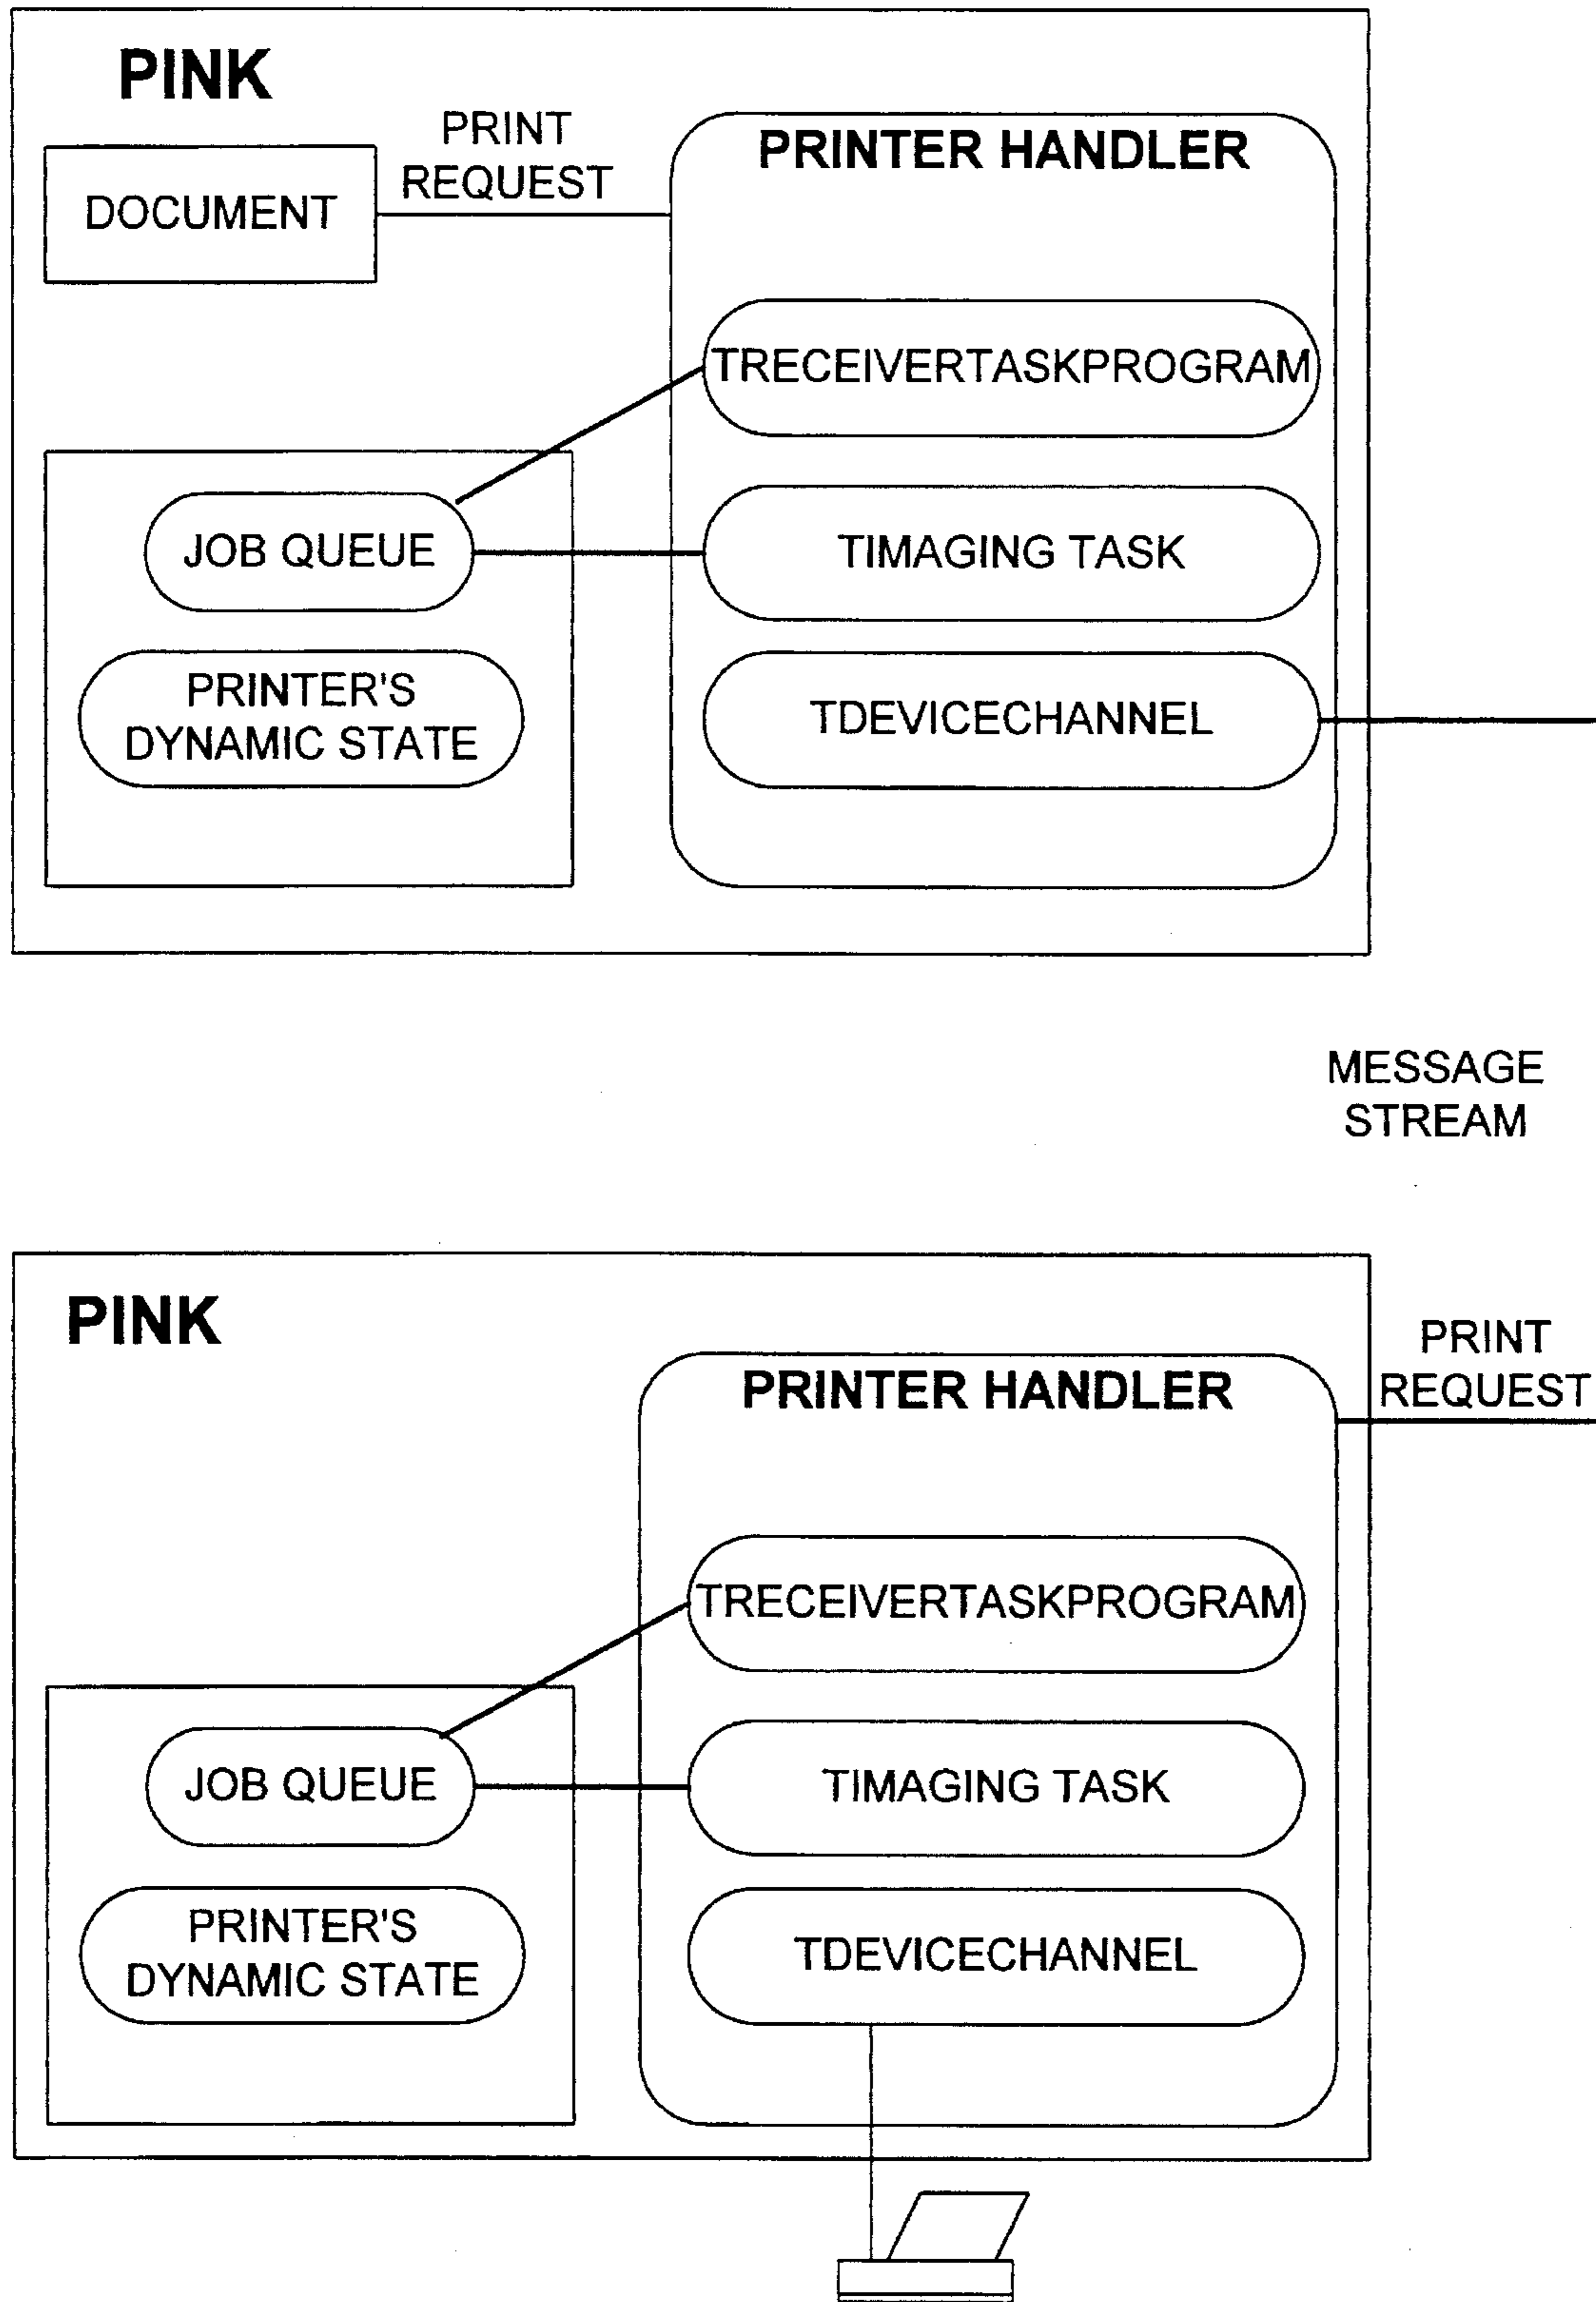 PINK
PRINT
REQUEST
PRINTER HANDLER
DOCUMENT
TRECEIVERTASKPROGRAM
JOB QUEUE
TIMAGING TASK
PRINTER'S
DYNAMIC STATE
TDEVICECHANNEL
MESSAGE
STREAM
PINK
PRINT
REQUEST
PRINTER HANDLER
TRECEIVERTASKPROGRAM
JOB QUEUE
TIMAGING TASK
PRINTER'S
DYNAMIC STATE
TDEVICECHANNEL